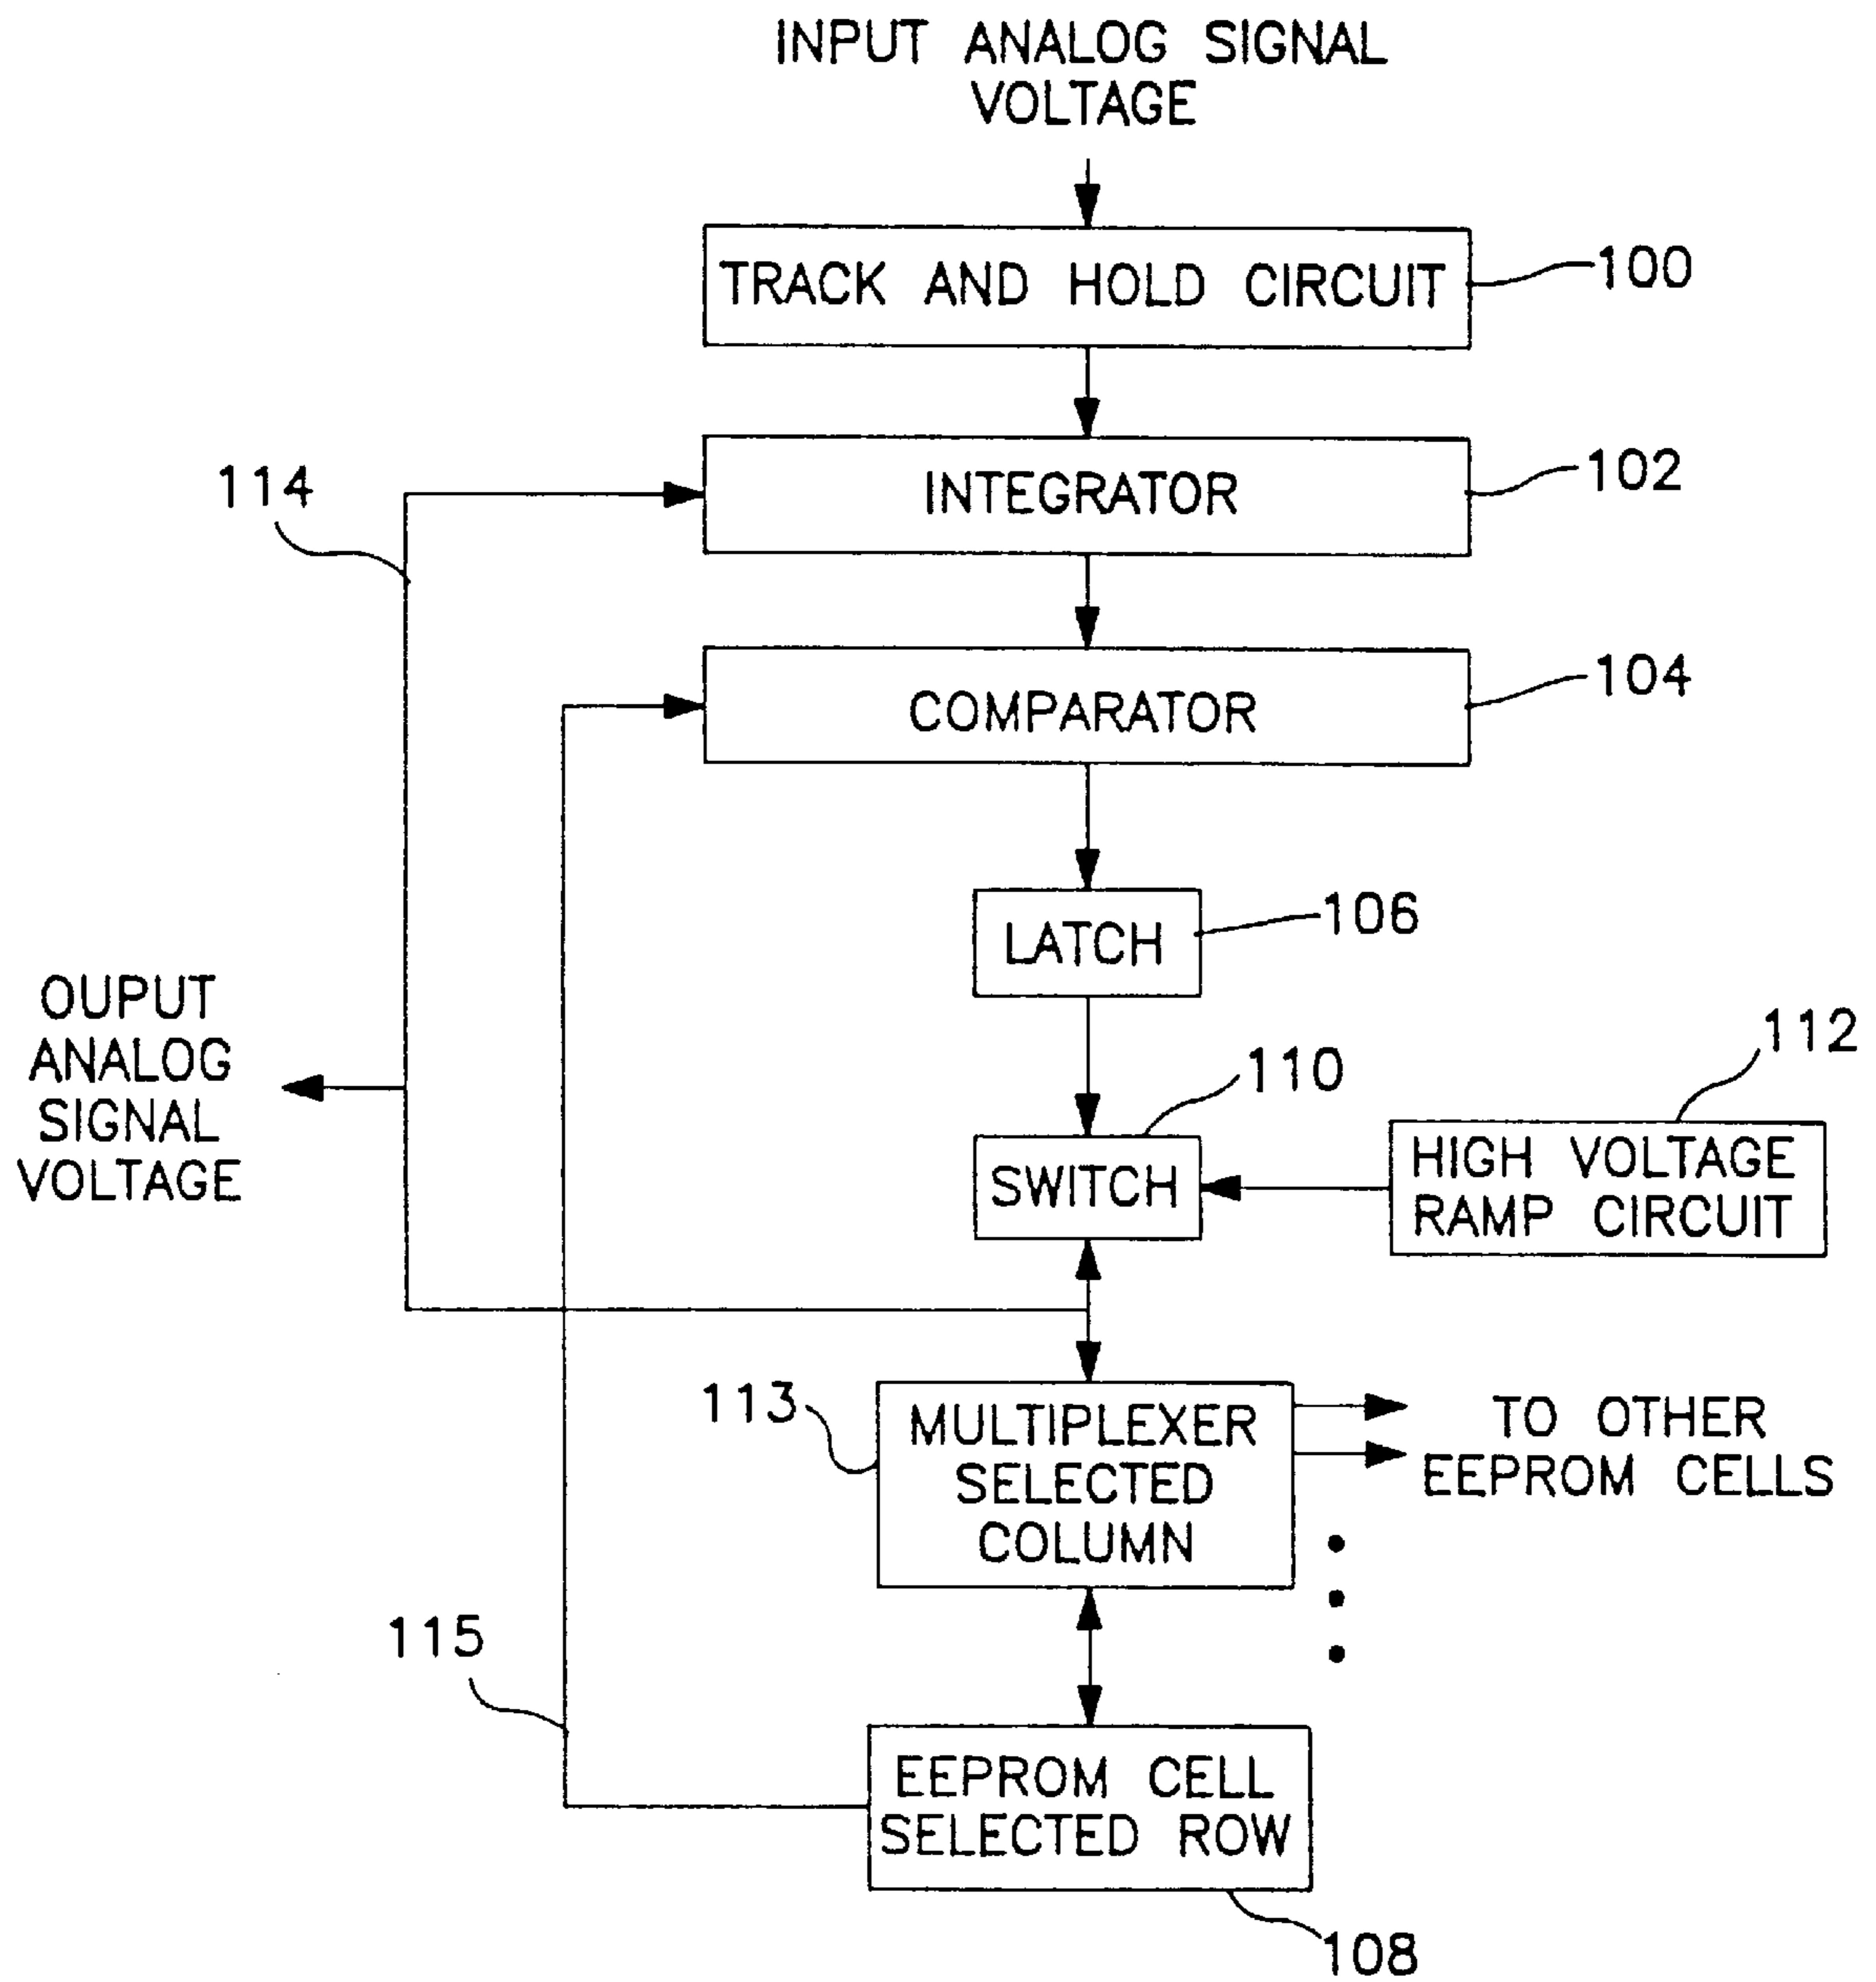 INPUT ANALOG SIGNAL
VOLTAGE
TRACK AND HOLD CIRCUIT
100
INTEGRATOR
102
114
COMPARATOR
104
LATCH
106
OUPUT
ANALOG
SIGNAL
VOLTAGE
110
112
SWITCH
HIGH VOLTAGE
RAMP CIRCUIT
113
MULTIPLEXER
SELECTED
COLUMN
TO OTHER
EEPROM CELLS
115
EEPROM CELL
SELECTED ROW
108